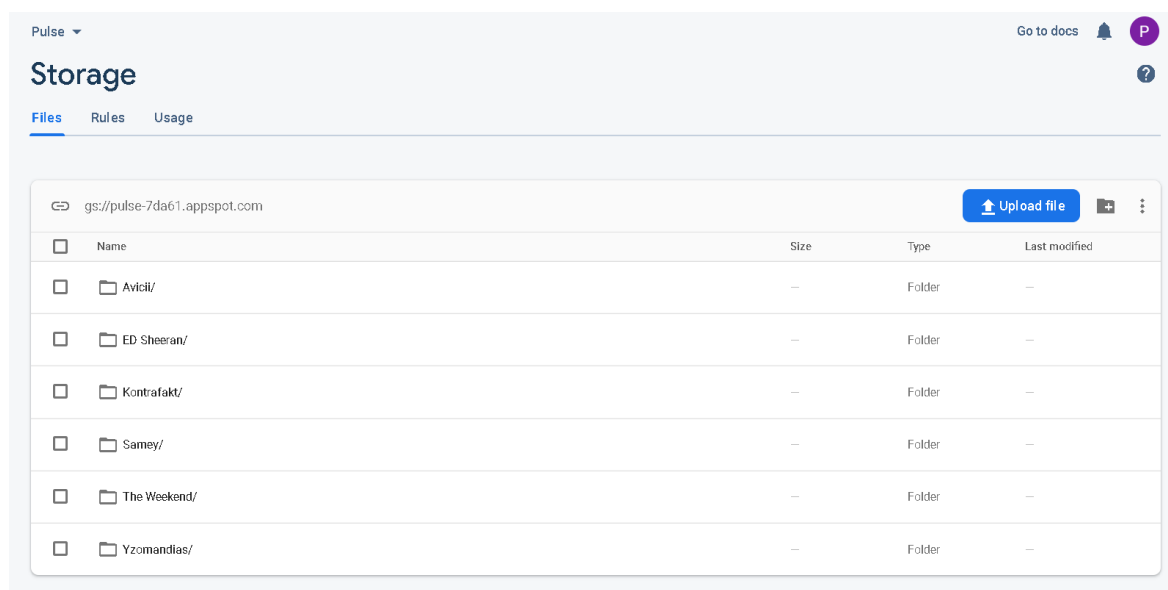 Pulse
Go to docs
P
Storage
?
Files Rules Usage
gs://pulse-7da61.appspot.com
Upload file
Name Size Type Last modified
Avicii/ — Folder —
ED Sheeran/ — Folder —
Kontrafakt/ — Folder —
Samey/ — Folder —
The Weekend/ — Folder —
Yzomandias/ — Folder —